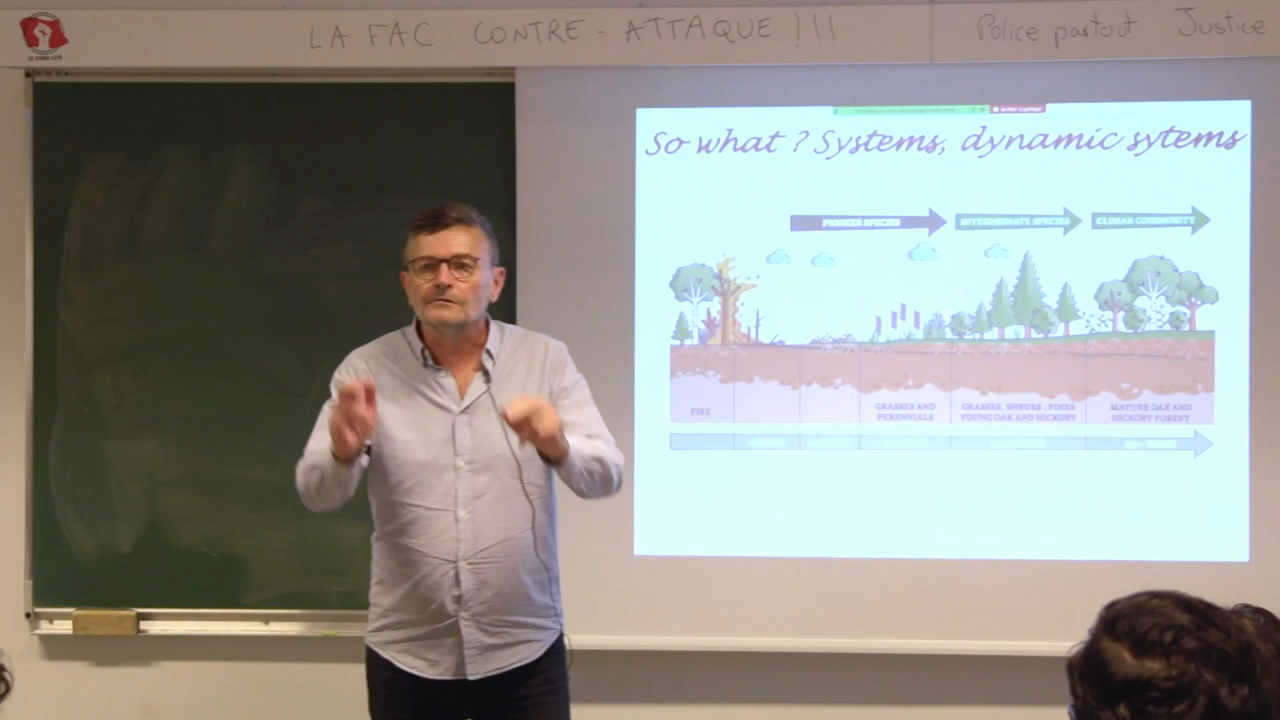 LA FAC CONTRE-ATTAQUE !!!
Police partout Justice
So what ? Systems, dynamic sytems
PIONEER SPECIES
INTERMEDIATE SPECIES
CLIMAX COMMUNITY
FIRE
GRASSES AND
PERENNIALS
GRASSES, SHRUBS, PINES
YOUNG OAK AND HICKORY
MATURE OAK AND
HICKORY FOREST